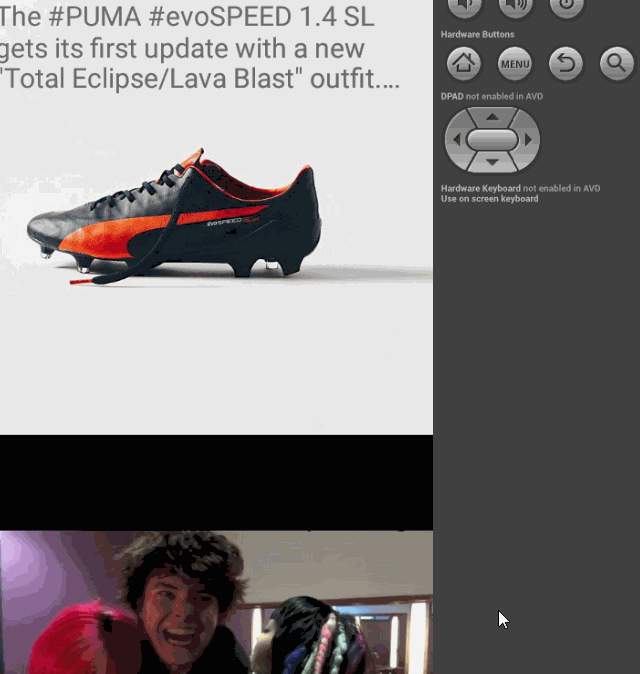 The #PUMA #evoSPEED 1.4 SL
gets its first update with a new
"Total Eclipse/Lava Blast" outfit....
EVOSPEED
Hardware Buttons
MENU
DPAD not enabled in AVD
Hardware Keyboard not enabled in AVD
Use on screen keyboard